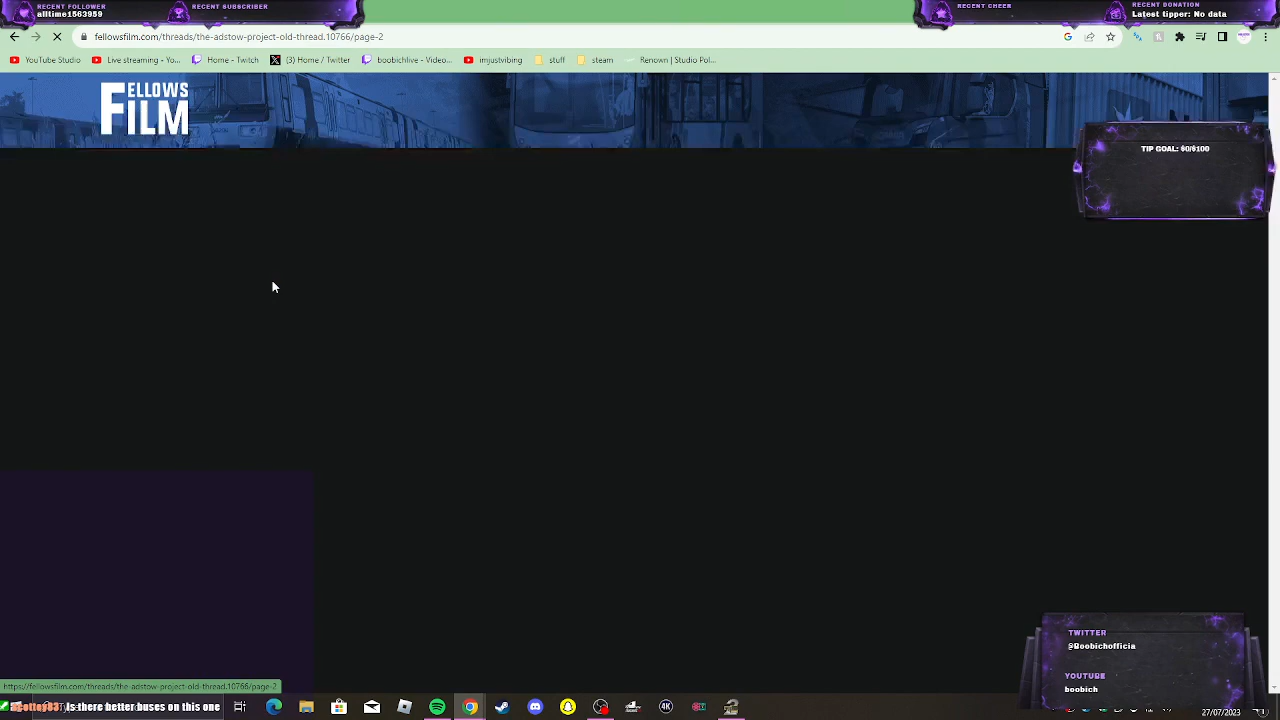 RECENT FOLLOWER
alltime1563959
RECENT SUBSCRIBER
RECENT CHEER
RECENT DONATION
Latest tipper: No data
fellowsfilm.com/threads/the-adstow-project-old-thread.10766/page-2
YouTube Studio
Live streaming - Yo...
Home - Twitch
(3) Home / Twitter
boobichlive - Video...
imjustvibing
stuff
steam
Renown | Studio Pol...
FELLOWS
FILM
TIP GOAL: $0/$100
TWITTER
@Boobichofficia
YOUTUBE
boobich
https://fellowsfilm.com/threads/the-adstow-project-old-thread.10766/page-2
is there better buses on this one
27/07/2023